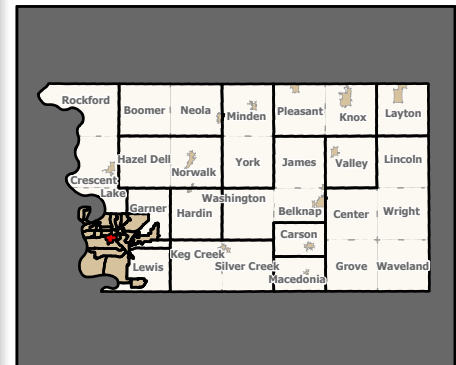 Rockford
Boomer
Neola
Minden
Pleasant
Knox
Layton
Hazel Dell
Norwalk
York
James
Valley
Lincoln
Crescent
Lake
Garner
Hardin
Washington
Belknap
Center
Wright
Carson
Lewis
Keg Creek
Silver Creek
Macedonia
Grove
Waveland